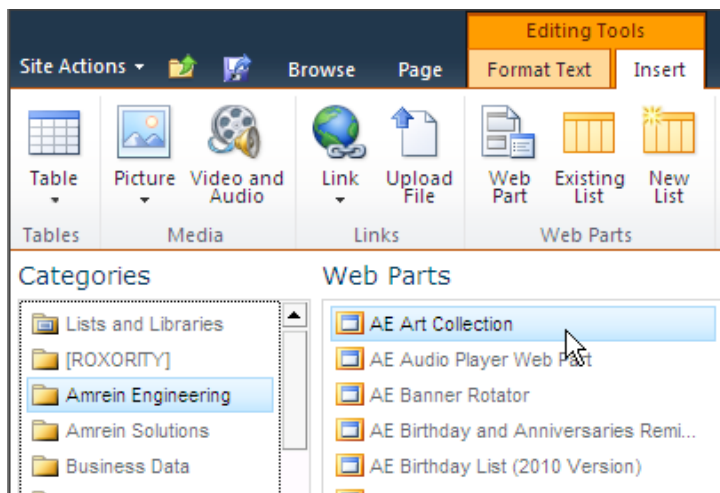 Editing Tools
Site Actions Browse Page Format Text Insert
Table Picture Video and Audio Link Upload File Web Part Existing List New List
Tables Media Links Web Parts
Categories Web Parts
Lists and Libraries AE Art Collection
[ROXORITY] AE Audio Player Web Part
Amrein Engineering AE Banner Rotator
Amrein Solutions AE Birthday and Anniversaries Remi...
Business Data AE Birthday List (2010 Version)